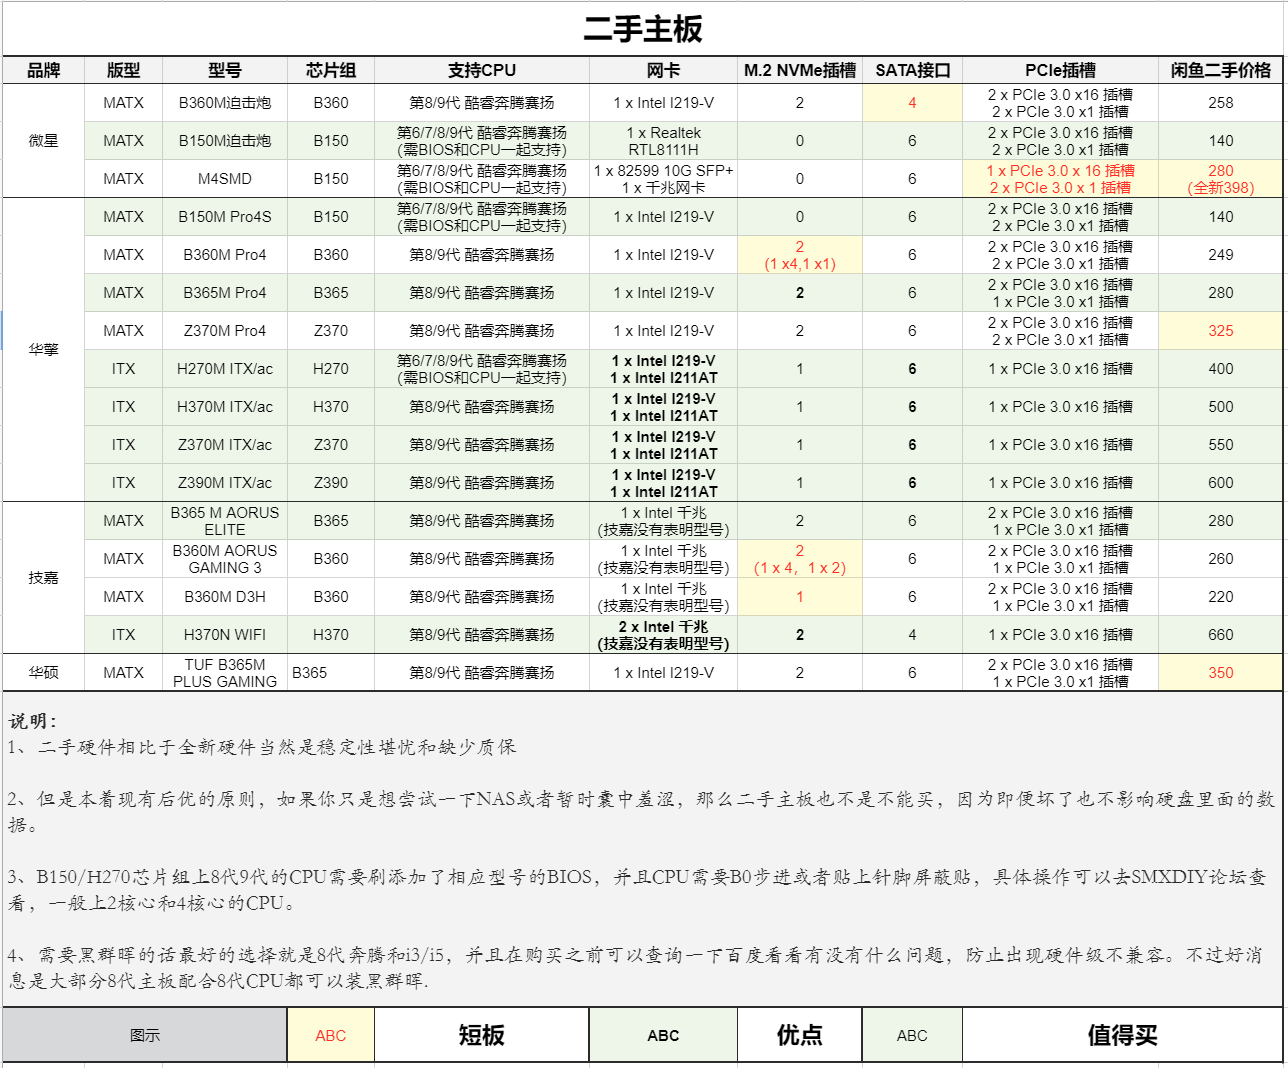 二手主板
品牌 版型 型号 芯片组 支持CPU 网卡 M.2 NVMe插槽 SATA接口 PCIe插槽 闲鱼二手价格
微星
MATX B360M迫击炮 B360 第8/9代 酷睿奔腾赛扬 1 x Intel I219-V 2 4 2 x PCIe 3.0 x16 插槽
2 x PCIe 3.0 x1 插槽 258
MATX B150M迫击炮 B150 第6/7/8/9代 酷睿奔腾赛扬
(需BIOS和CPU一起支持) 1 x Realtek
RTL8111H 0 6 2 x PCIe 3.0 x16 插槽
2 x PCIe 3.0 x1 插槽 140
MATX M4SMD B150 第6/7/8/9代 酷睿奔腾赛扬
(需BIOS和CPU一起支持) 1 x 82599 10G SFP+
1 x 千兆网卡 0 6 1 x PCIe 3.0 x 16 插槽
2 x PCIe 3.0 x 1 插槽 280
(全新398)
华擎
MATX B150M Pro4S B150 第6/7/8/9代 酷睿奔腾赛扬
(需BIOS和CPU一起支持) 1 x Intel I219-V 0 6 2 x PCIe 3.0 x16 插槽
2 x PCIe 3.0 x1 插槽 140
MATX B360M Pro4 B360 第8/9代 酷睿奔腾赛扬 1 x Intel I219-V 2
(1 x4,1 x1) 6 2 x PCIe 3.0 x16 插槽
2 x PCIe 3.0 x1 插槽 249
MATX B365M Pro4 B365 第8/9代 酷睿奔腾赛扬 1 x Intel I219-V 2 6 2 x PCIe 3.0 x16 插槽
1 x PCIe 3.0 x1 插槽 280
MATX Z370M Pro4 Z370 第8/9代 酷睿奔腾赛扬 1 x Intel I219-V 2 6 2 x PCIe 3.0 x16 插槽
2 x PCIe 3.0 x1 插槽 325
ITX H270M ITX/ac H270 第6/7/8/9代 酷睿奔腾赛扬
(需BIOS和CPU一起支持) 1 x Intel I219-V
1 x Intel I211AT 1 6 1 x PCIe 3.0 x16 插槽 400
ITX H370M ITX/ac H370 第8/9代 酷睿奔腾赛扬 1 x Intel I219-V
1 x Intel I211AT 1 6 1 x PCIe 3.0 x16 插槽 500
ITX Z370M ITX/ac Z370 第8/9代 酷睿奔腾赛扬 1 x Intel I219-V
1 x Intel I211AT 1 6 1 x PCIe 3.0 x16 插槽 550
ITX Z390M ITX/ac Z390 第8/9代 酷睿奔腾赛扬 1 x Intel I219-V
1 x Intel I211AT 1 6 1 x PCIe 3.0 x16 插槽 600
技嘉
MATX B365 M AORUS
ELITE B365 第8/9代 酷睿奔腾赛扬 1 x Intel 千兆
(技嘉没有表明型号) 2 6 2 x PCIe 3.0 x16 插槽
1 x PCIe 3.0 x1 插槽 280
MATX B360M AORUS
GAMING 3 B360 第8/9代 酷睿奔腾赛扬 1 x Intel 千兆
(技嘉没有表明型号) 2
(1 x 4，1 x 2) 6 2 x PCIe 3.0 x16 插槽
1 x PCIe 3.0 x1 插槽 260
MATX B360M D3H B360 第8/9代 酷睿奔腾赛扬 1 x Intel 千兆
(技嘉没有表明型号) 1 6 2 x PCIe 3.0 x16 插槽
1 x PCIe 3.0 x1 插槽 220
ITX H370N WIFI H370 第8/9代 酷睿奔腾赛扬 2 x Intel 千兆
(技嘉没有表明型号) 2 4 1 x PCIe 3.0 x16 插槽 660
华硕
MATX TUF B365M
PLUS GAMING B365 第8/9代 酷睿奔腾赛扬 1 x Intel I219-V 2 6 2 x PCIe 3.0 x16 插槽
1 x PCIe 3.0 x1 插槽 350
说明：
1、二手硬件相比于全新硬件当然是稳定性堪忧和缺少质保
2、但是本着现有后优的原则，如果你只是想尝试一下NAS或者暂时囊中羞涩，那么二手主板也不是不能买，因为即便坏了也不影响硬盘里面的数
据。
3、B150/H270芯片组上8代9代的CPU需要刷添加了相应型号的BIOS，并且CPU需要B0步进或者贴上针脚屏蔽贴，具体操作可以去SMXDIY论坛查
看，一般上2核心和4核心的CPU。
4、需要黑群晖的话最好的选择就是8代奔腾和i3/i5，并且在购买之前可以查询一下百度看看有没有什么问题，防止出现硬件级不兼容。不过好消
息是大部分8代主板配合8代CPU都可以装黑群晖.
图示 ABC 短板 ABC 优点 ABC 值得买